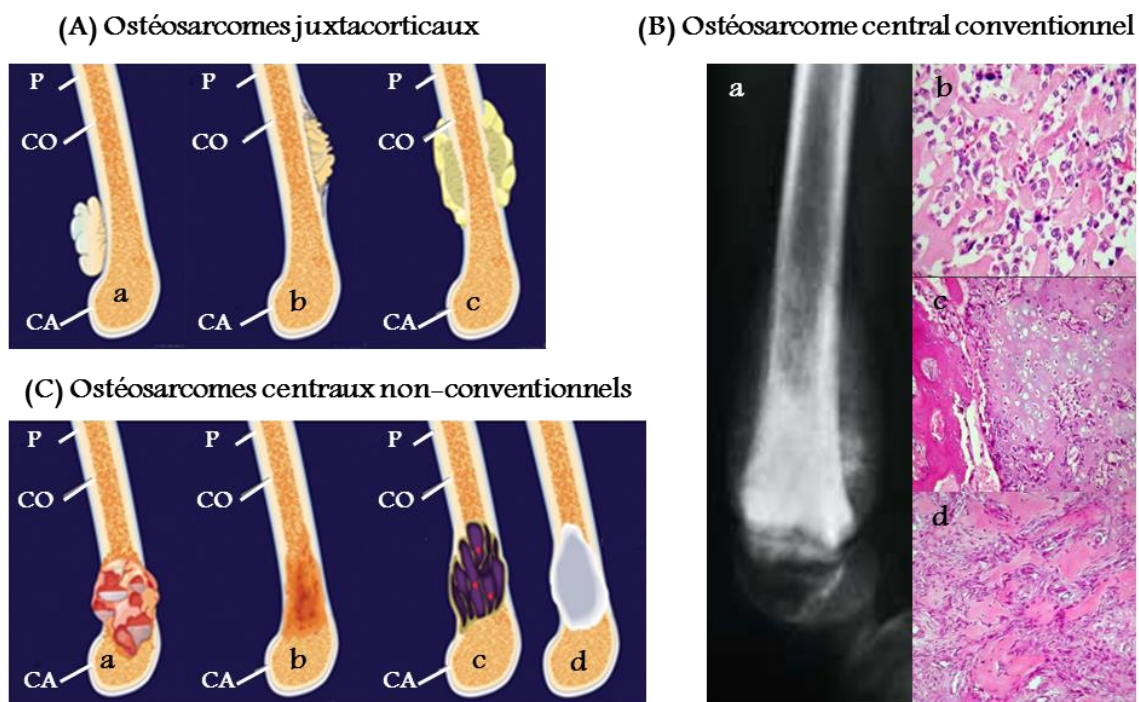 (A) Ostéosarcomes juxtacorticaux
P
CO
CA
a
P
CO
CA
b
P
CO
CA
c
(B) Ostéosarcome central conventionnel
a
b
c
d
(C) Ostéosarcomes centraux non-conventionnels
P
CO
CA
a
P
CO
CA
b
P
CO
CA
c
d